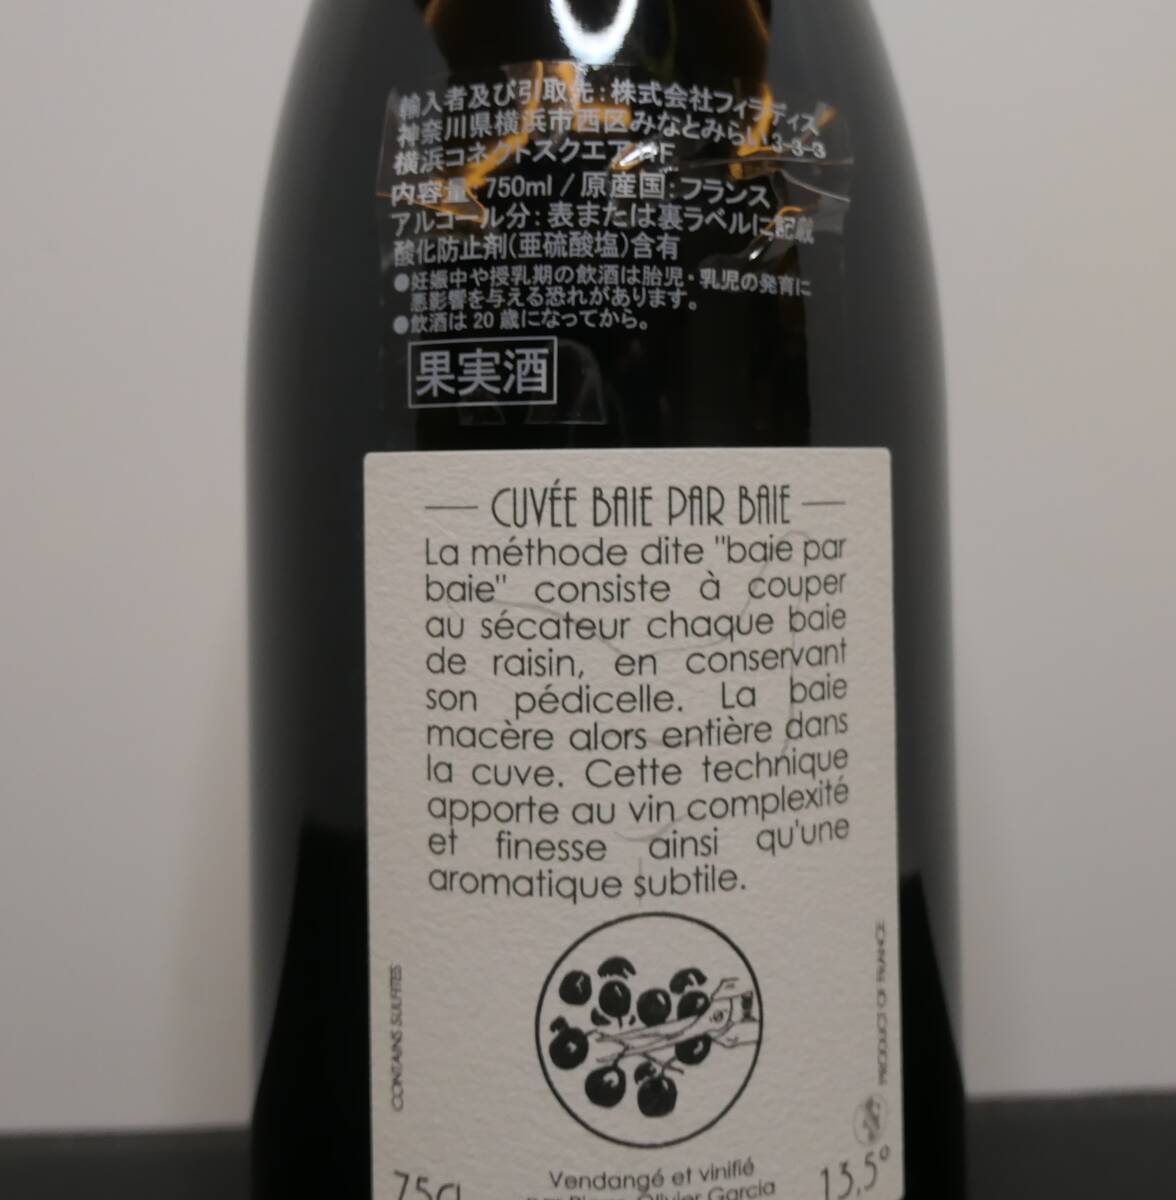 輸入者及び引取先:株式会社フィラディス
神奈川県横浜市西区みなとみらい3-3-3
横浜コネクトスクエア
内容量 750ml / 原産国:フランス
アルコール分:表または裏ラベルに記載
酸化防止剤(亜硫酸塩)含有
●妊娠中や授乳期の飲酒は胎児・乳児の発育に
悪影響を与える恐れがあります。
●飲酒は20歳になってから。
果実酒
CUVÉE BAIE PAR BAIE
La méthode dite "baie par
baie" consiste à couper
au sécateur chaque baie
de raisin, en conservant
son pédicelle. La baie
macère alors entière dans
la cuve. Cette technique
apporte au vin complexité
et finesse ainsi qu'une
aromatique subtile.
CONTAINS SULFITES
PRODUCT OF FRANCE
Vendangé et vinifié
par Pierre-Olivier Garcia
75cl
13,5°